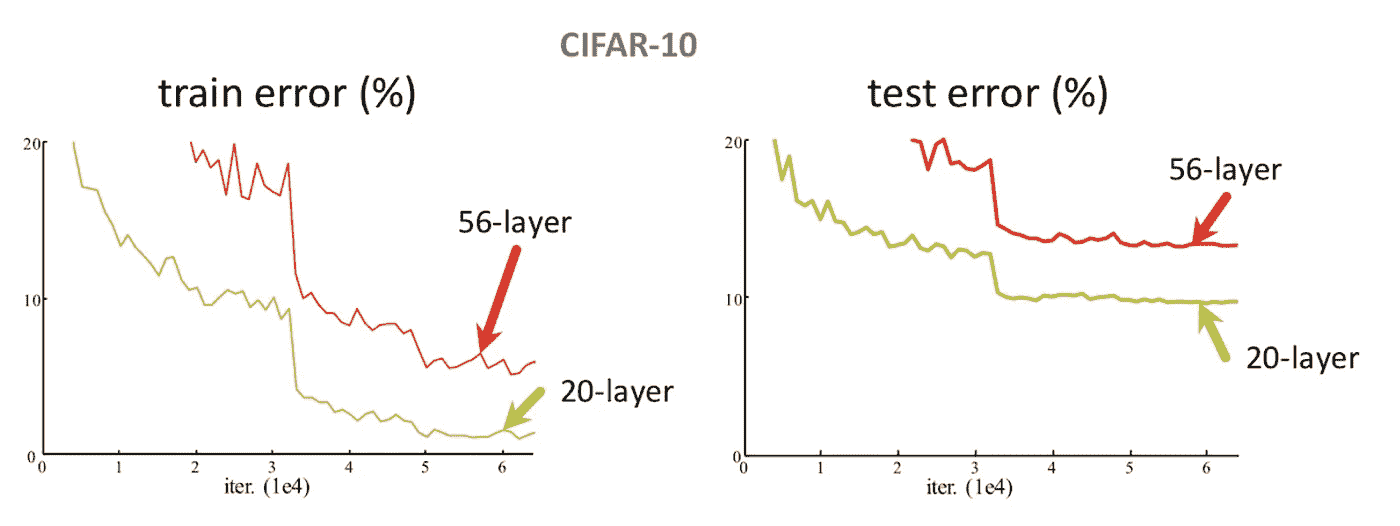 CIFAR-10
train error (%)
20
10
0
56-layer
20-layer
0 1 2 3 4 5 6
iter. (1e4)
test error (%)
20
10
0
56-layer
20-layer
0 1 2 3 4 5 6
iter. (1e4)